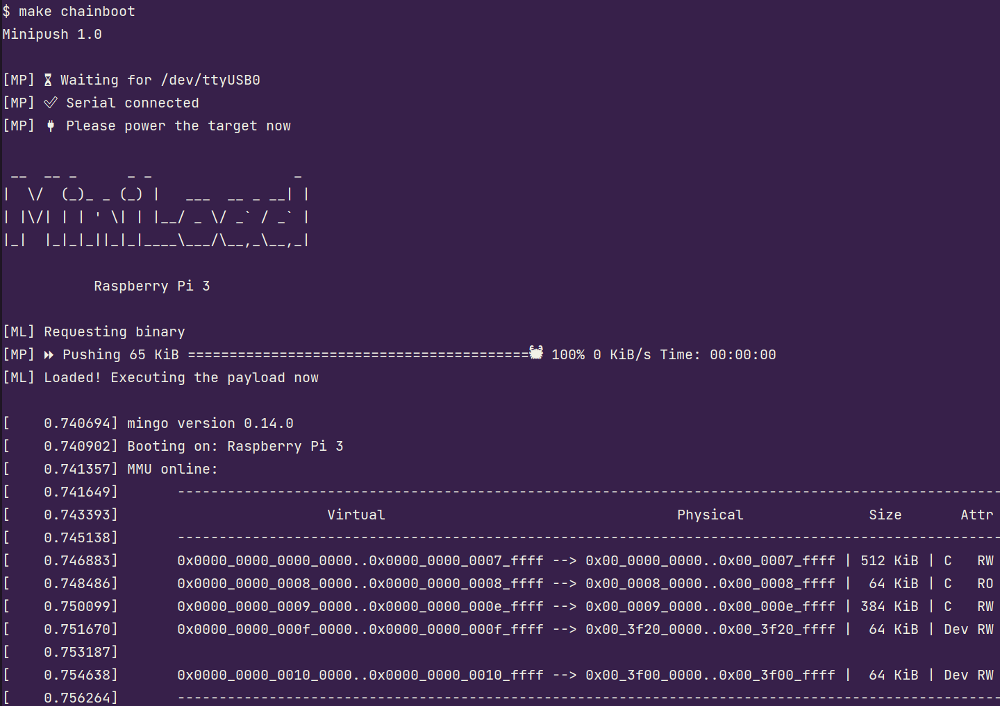 $ make chainboot
Minipush 1.0

[MP] ⏳ Waiting for /dev/ttyUSB0
[MP] ✅ Serial connected
[MP] 🔌 Please power the target now

 __  __ _      _ _                 _
|  \/  (_)_ _ (_) |   ___  __ _ __| |
| |\/| | | ' \| | |__/ _ \/ _` / _` |
|_|  |_|_|_||_|_|____\___/\__,_\__,_|

           Raspberry Pi 3

[ML] Requesting binary
[MP] ⏩ Pushing 65 KiB =========================================🦀 100% 0 KiB/s Time: 00:00:00
[ML] Loaded! Executing the payload now

[    0.740694] mingo version 0.14.0
[    0.740902] Booting on: Raspberry Pi 3
[    0.741357] MMU online:
[    0.741649]       ---------------------------------------------------------------------------------------------------
[    0.743393]                         Virtual                                   Physical               Size       Attr
[    0.745138]       ---------------------------------------------------------------------------------------------------
[    0.746883]       0x0000_0000_0000_0000..0x0000_0000_0007_ffff --> 0x00_0000_0000..0x00_0007_ffff | 512 KiB | C   RW
[    0.748486]       0x0000_0000_0008_0000..0x0000_0000_0008_ffff --> 0x00_0008_0000..0x00_0008_ffff |  64 KiB | C   RO
[    0.750099]       0x0000_0000_0009_0000..0x0000_0000_000e_ffff --> 0x00_0009_0000..0x00_000e_ffff | 384 KiB | C   RW
[    0.751670]       0x0000_0000_000f_0000..0x0000_0000_000f_ffff --> 0x00_3f20_0000..0x00_3f20_ffff |  64 KiB | Dev RW
[    0.753187]
[    0.754638]       0x0000_0000_0010_0000..0x0000_0000_0010_ffff --> 0x00_3f00_0000..0x00_3f00_ffff |  64 KiB | Dev RW
[    0.756264]       ---------------------------------------------------------------------------------------------------